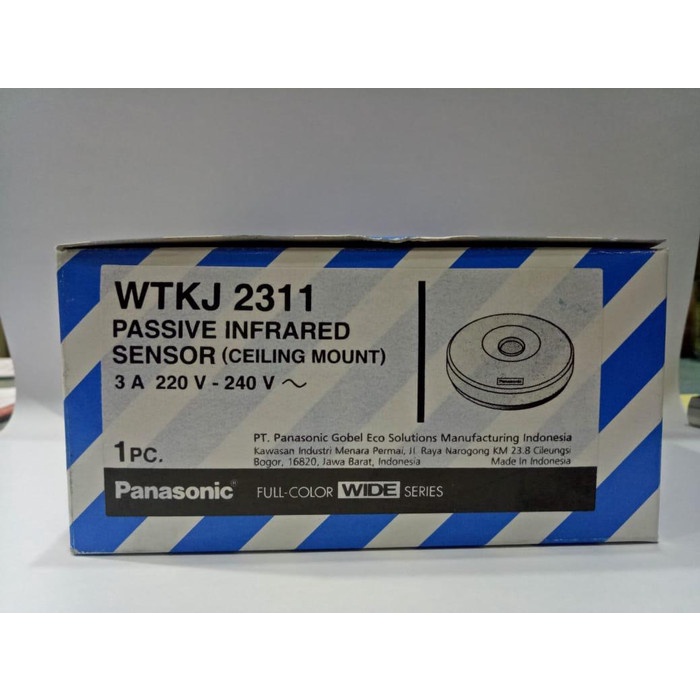 WTKJ 2311
PASSIVE INFRARED
SENSOR (CEILING MOUNT)
3 A 220 V - 240 V ~
Panasonic
1 PC.
PT. Panasonic Gobel Eco Solutions Manufacturing Indonesia
Kawasan Industri Menara Permai, Jl. Raya Narogong KM 23.8 Cileungsi
Bogor, 16820, Jawa Barat, Indonesia Made In Indonesia
Panasonic® FULL-COLOR WIDE SERIES